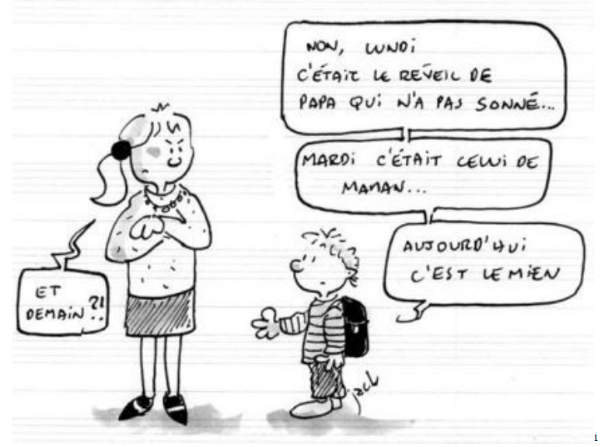 NON, LUNDI
C'ÉTAIT LE RÉVEIL DE
PAPA QUI N'A PAS SONNÉ...
MARDI C'ÉTAIT CELUI DE
MAMAN...
AUJOURD'HUI
C'EST LE MIEN
ET
DEMAIN ?!
jack